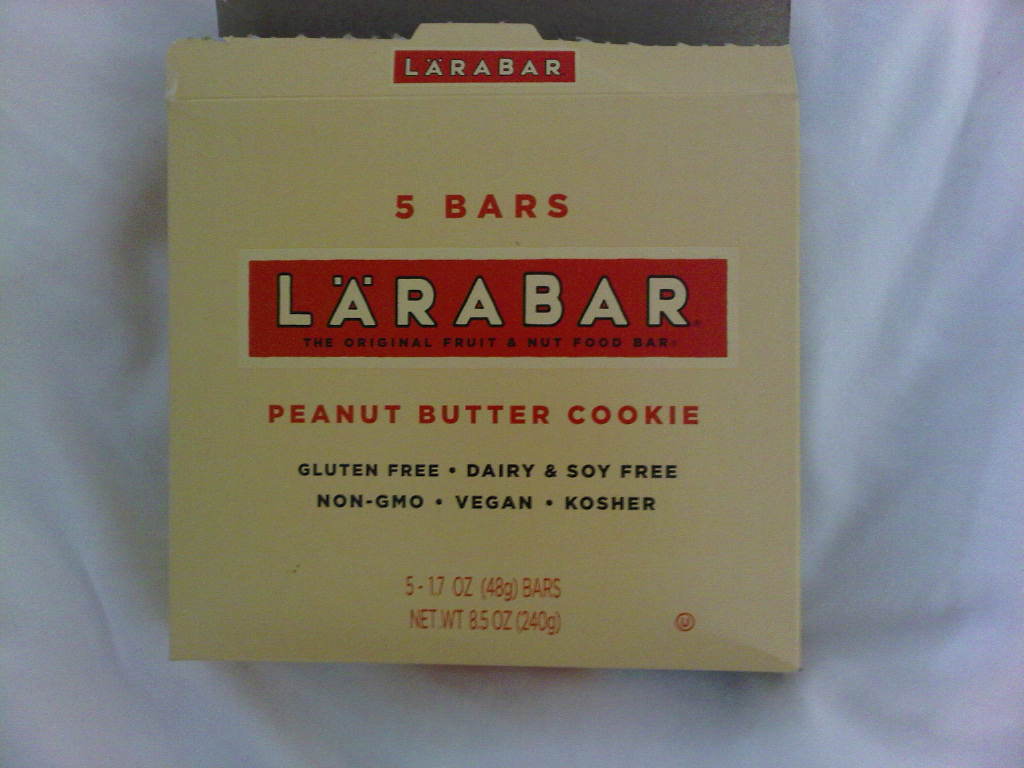 LÄRABAR
5 BARS
LÄRABAR®
THE ORIGINAL FRUIT & NUT FOOD BAR®
PEANUT BUTTER COOKIE
GLUTEN FREE • DAIRY & SOY FREE
NON-GMO • VEGAN • KOSHER
5 - 1.7 OZ (48g) BARS
NET WT 8.5 OZ (240g)
U